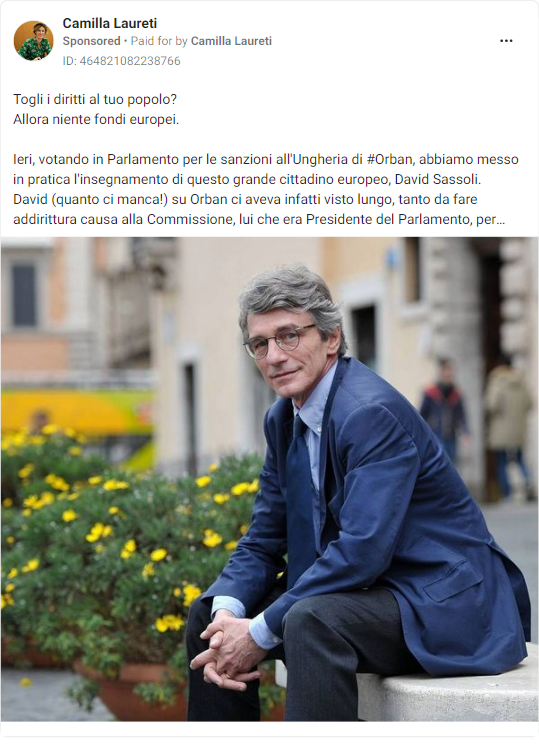 Camilla Laureti
Sponsored • Paid for by Camilla Laureti
ID: 464821082238766
Togli i diritti al tuo popolo?
Allora niente fondi europei.
Ieri, votando in Parlamento per le sanzioni all'Ungheria di #Orban, abbiamo messo
in pratica l'insegnamento di questo grande cittadino europeo, David Sassoli.
David (quanto ci manca!) su Orban ci aveva infatti visto lungo, tanto da fare
addirittura causa alla Commissione, lui che era Presidente del Parlamento, per...